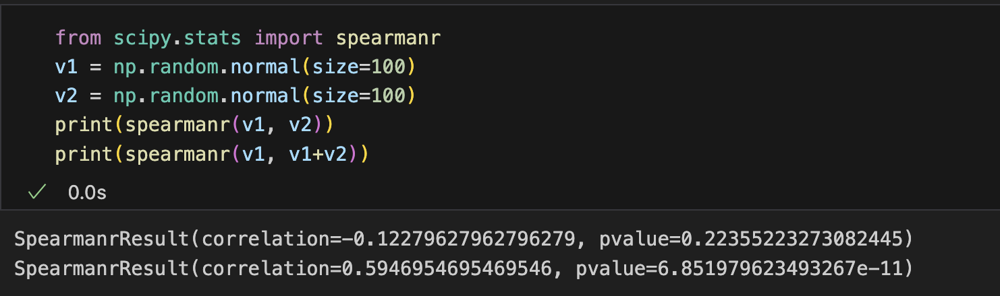 from scipy.stats import spearmanr
v1 = np.random.normal(size=100)
v2 = np.random.normal(size=100)
print(spearmanr(v1, v2))
print(spearmanr(v1, v1+v2))
0.0s
SpearmanrResult(correlation=-0.12279627962796279, pvalue=0.22355223273082445)
SpearmanrResult(correlation=0.5946954695469546, pvalue=6.851979623493267e-11)